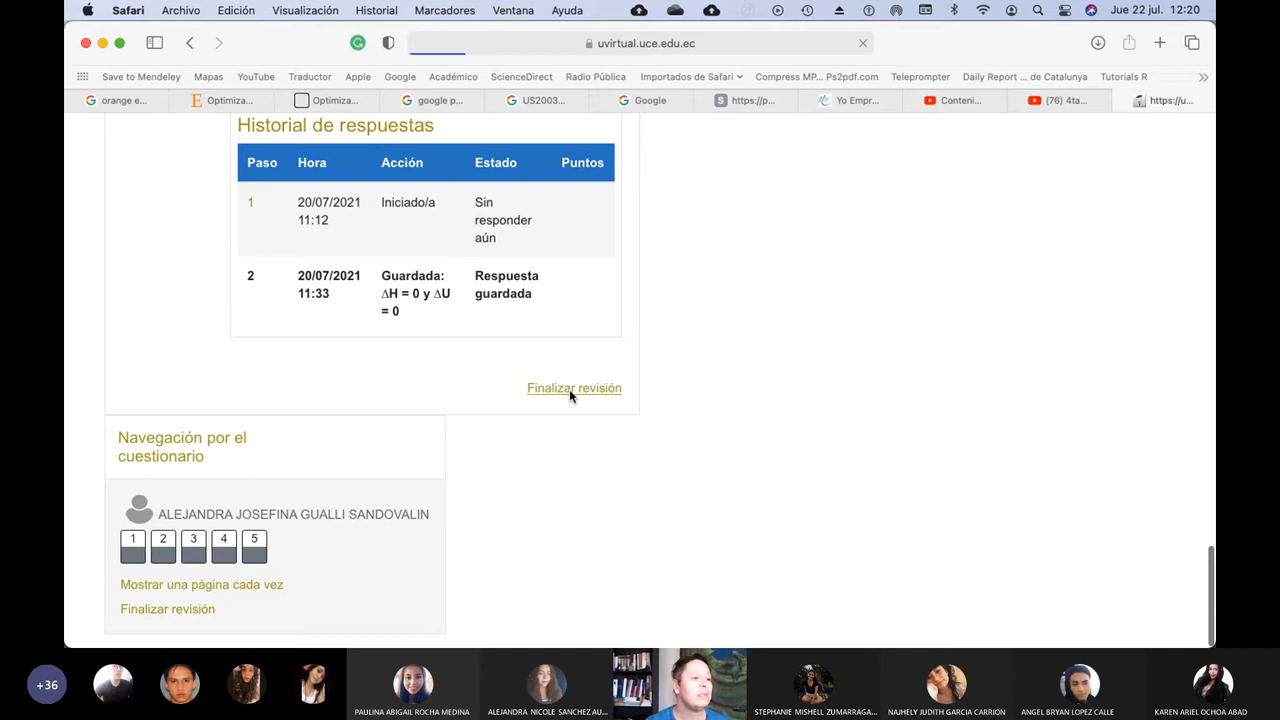 Safari Archivo Edición Visualización Historial Marcadores Ventana Ayuda Jue 22 jul. 12:20
uvirtual.uce.edu.ec
Save to Mendeley Mapas YouTube Traductor Apple Google Académico ScienceDirect Radio Pública Importados de Safari Compress MP... Ps2pdf.com Teleprompter Daily Report ... de Catalunya Tutorials R
orange e... Optimiza... Optimiza... google p... US2003... Google https://p... Yo Empr... Conteni... (76) 4ta... https://u...
Historial de respuestas
Paso Hora Acción Estado Puntos
1 20/07/2021 Iniciado/a Sin
11:12 responder
aún
2 20/07/2021 Guardada: Respuesta
11:33 ∆H = 0 y ∆U guardada
= 0
Finalizar revisión
Navegación por el
cuestionario
ALEJANDRA JOSEFINA GUALLI SANDOVALIN
1 2 3 4 5
Mostrar una página cada vez
Finalizar revisión
+36
PAULINA ABIGAIL ROCHA MEDINA ALEJANDRA NICOLE SANCHEZ AU... STEPHANIE MISHELL ZUMARRAGA... NAJHELY JUDITH GARCIA CARRION ANGEL BRYAN LOPEZ CALLE KAREN ARIEL OCHOA ABAD